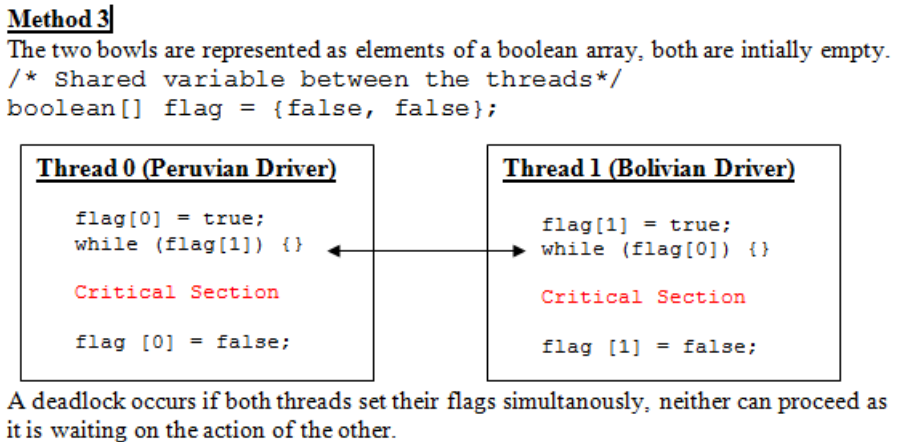 Method 3
The two bowls are represented as elements of a boolean array, both are intially empty.
/* Shared variable between the threads*/
boolean[] flag = {false, false};
Thread 0 (Peruvian Driver)
flag[0] = true;
while (flag[1]) {}
Critical Section
flag [0] = false;
Thread 1 (Bolivian Driver)
flag[1] = true;
while (flag[0]) {}
Critical Section
flag [1] = false;
A deadlock occurs if both threads set their flags simultanously, neither can proceed as
it is waiting on the action of the other.